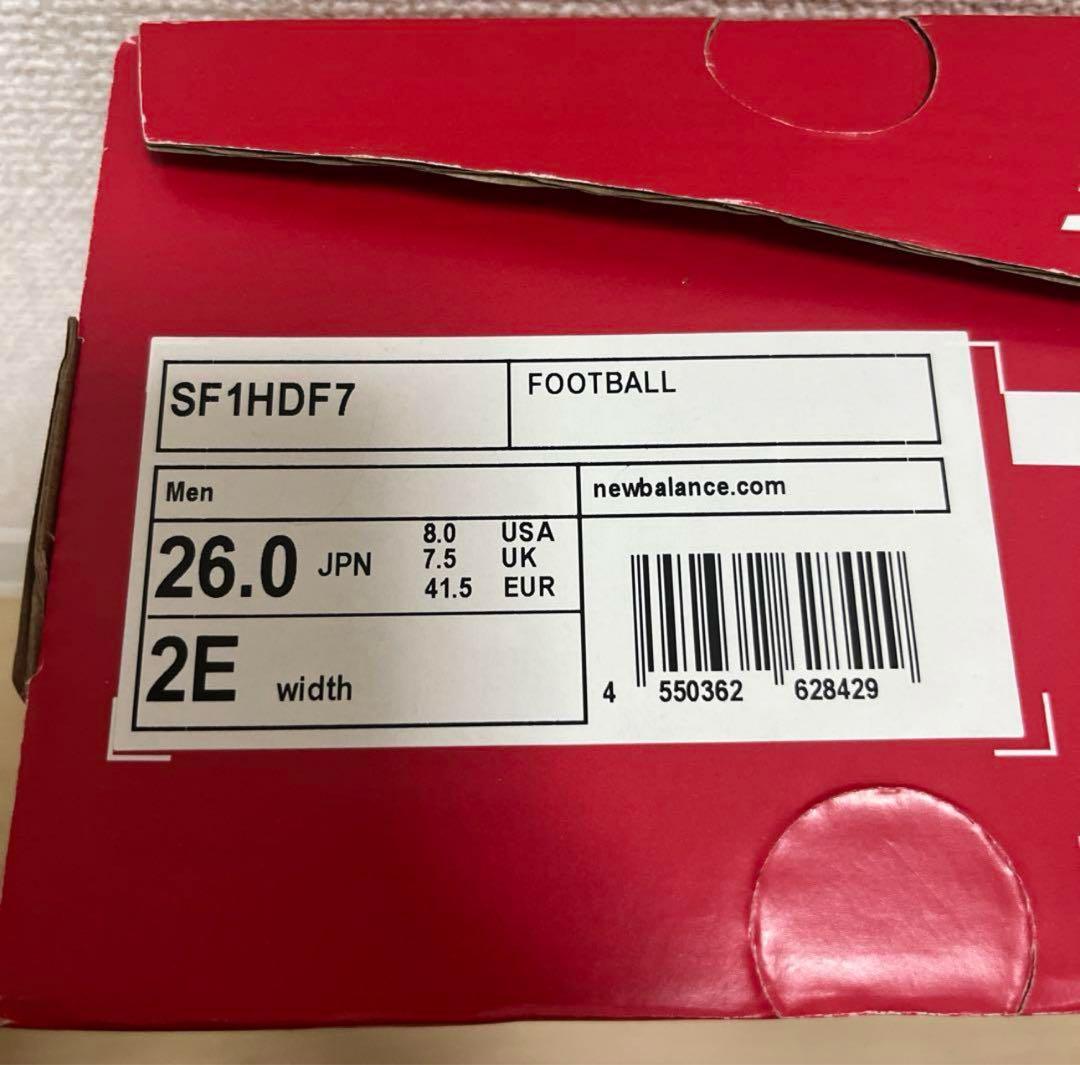 SF1HDF7
FOOTBALL
Men
newbalance.com
26.0 JPN
8.0 USA
7.5 UK
41.5 EUR
2E width
4 550362 628429